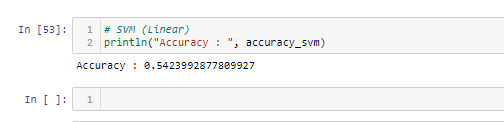 In [53]:
1 # SVM (Linear)
2 println("Accuracy : ", accuracy_svm)
Accuracy : 0.5423992877809927
In [ ]:
1